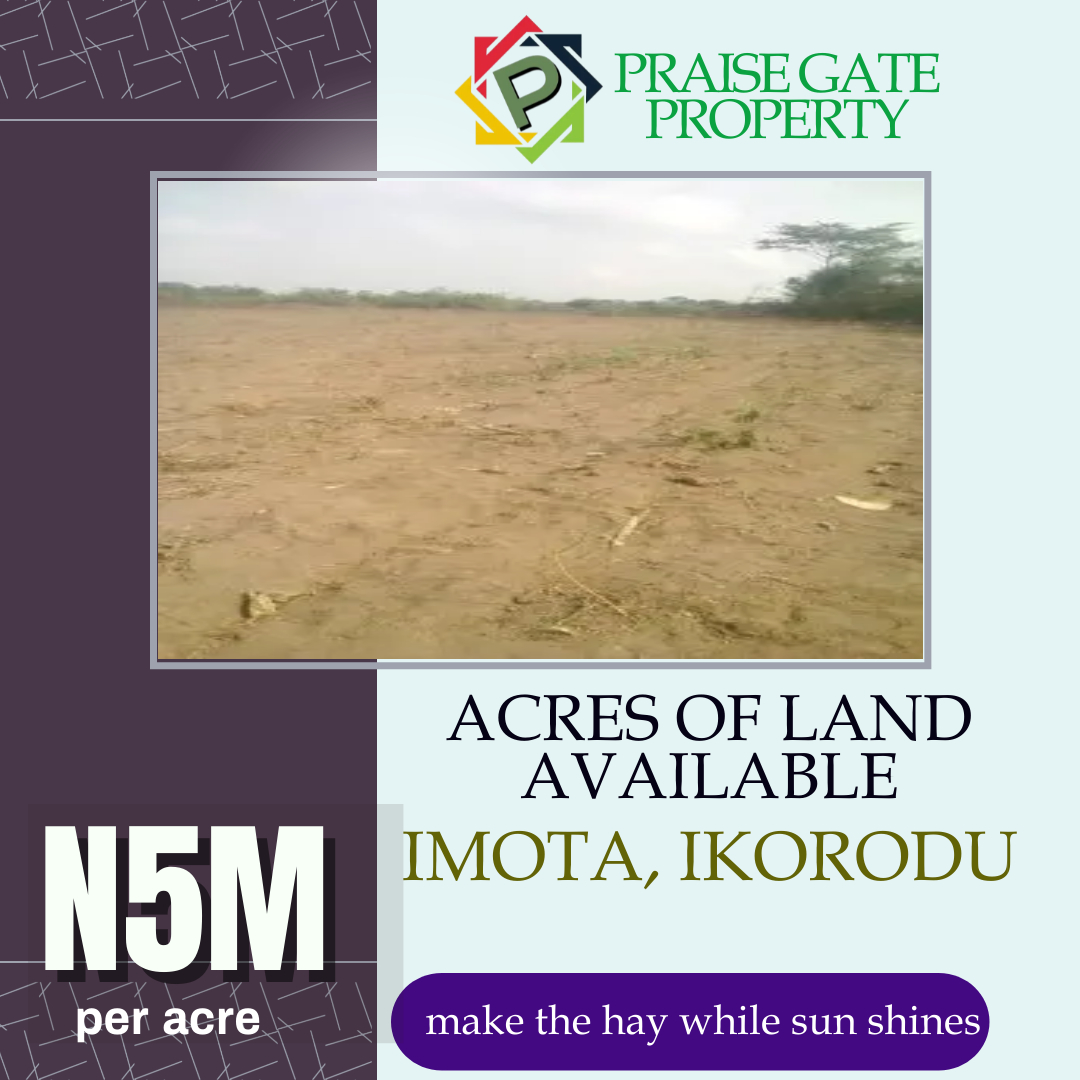 P
PRAISE GATE
PROPERTY
ACRES OF LAND
AVAILABLE
IMOTA, IKORODU
N5M
per acre
make the hay while sun shines